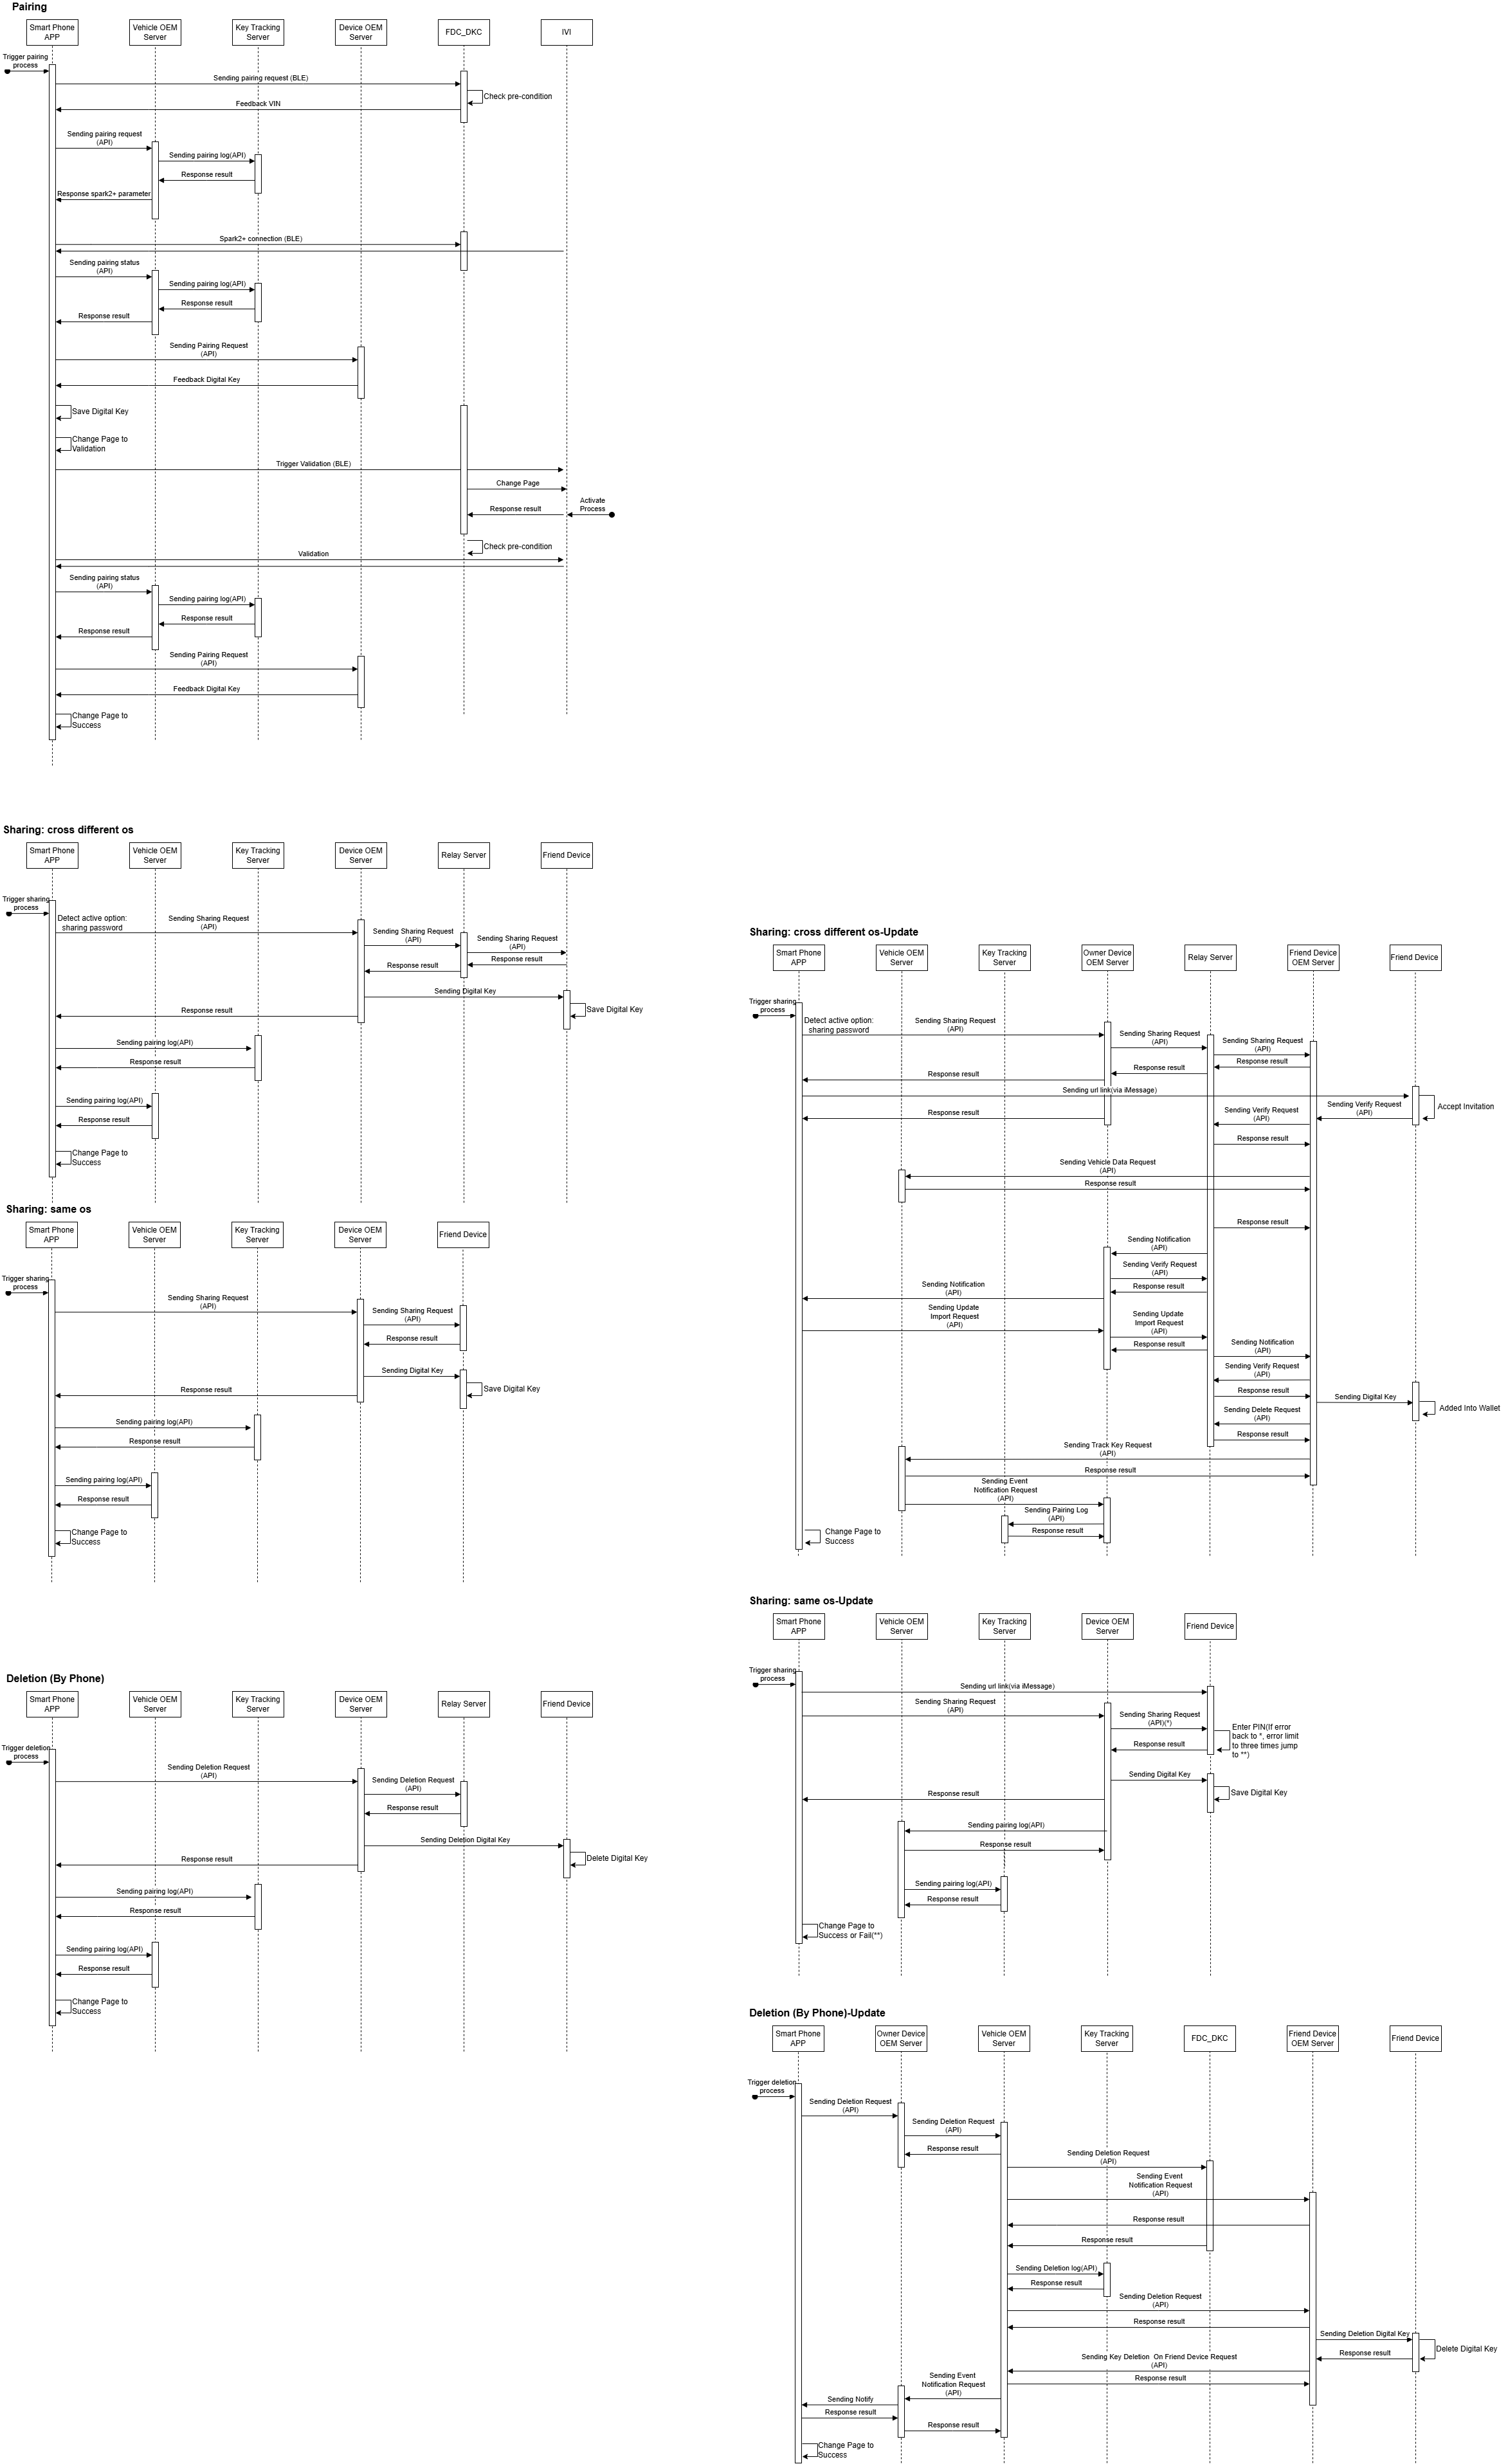 Pairing
Smart Phone
APP
Vehicle OEM
Server
Key Tracking
Server
Device OEM
Server
FDC_DKC
IVI
Trigger pairing
process
Sending pairing request (BLE)
Check pre-condition
Feedback VIN
Sending pairing request
(API)
Sending pairing log(API)
Response result
Response spark2+ parameter
Spark2+ connection (BLE)
Sending pairing status
(API)
Sending pairing log(API)
Response result
Response result
Sending Pairing Request
(API)
Feedback Digital Key
Save Digital Key
Change Page to
Validation
Trigger Validation (BLE)
Change Page
Activate
Process
Response result
Check pre-condition
Validation
Sending pairing status
(API)
Sending pairing log(API)
Response result
Response result
Sending Pairing Request
(API)
Feedback Digital Key
Change Page to
Success
Sharing: cross different os
Smart Phone
APP
Vehicle OEM
Server
Key Tracking
Server
Device OEM
Server
Relay Server
Friend Device
Trigger sharing
process
Detect active option:
sharing password
Sending Sharing Request
(API)
Sending Sharing Request
(API)
Sending Sharing Request
(API)
Response result
Response result
Sending Digital Key
Save Digital Key
Response result
Sending pairing log(API)
Response result
Sending pairing log(API)
Response result
Change Page to
Success
Sharing: same os
Smart Phone
APP
Vehicle OEM
Server
Key Tracking
Server
Device OEM
Server
Friend Device
Trigger sharing
process
Sending Sharing Request
(API)
Sending Sharing Request
(API)
Response result
Sending Digital Key
Save Digital Key
Response result
Sending pairing log(API)
Response result
Sending pairing log(API)
Response result
Change Page to
Success
Deletion (By Phone)
Smart Phone
APP
Vehicle OEM
Server
Key Tracking
Server
Device OEM
Server
Relay Server
Friend Device
Trigger deletion
process
Sending Deletion Request
(API)
Sending Deletion Request
(API)
Response result
Sending Deletion Digital Key
Delete Digital Key
Response result
Sending pairing log(API)
Response result
Sending pairing log(API)
Response result
Change Page to
Success
Sharing: cross different os-Update
Smart Phone
APP
Vehicle OEM
Server
Key Tracking
Server
Owner Device
OEM Server
Relay Server
Friend Device
OEM Server
Friend Device
Trigger sharing
process
Detect active option:
sharing password
Sending Sharing Request
(API)
Sending Sharing Request
(API)
Sending Sharing Request
(API)
Response result
Response result
Response result
Sending url link(via iMessage)
Accept Invitation
Sending Verify Request
(API)
Sending Verify Request
(API)
Response result
Response result
Sending Vehicle Data Request
(API)
Response result
Response result
Sending Notification
(API)
Sending Verify Request
(API)
Response result
Sending Notification
(API)
Sending Update
Import Request
(API)
Sending Update
Import Request
(API)
Response result
Sending Notification
(API)
Sending Verify Request
(API)
Response result
Sending Digital Key
Added Into Wallet
Sending Delete Request
(API)
Response result
Sending Track Key Request
(API)
Response result
Sending Event
Notification Request
(API)
Sending Pairing Log
(API)
Response result
Change Page to
Success
Sharing: same os-Update
Smart Phone
APP
Vehicle OEM
Server
Key Tracking
Server
Device OEM
Server
Friend Device
Trigger sharing
process
Sending url link(via iMessage)
Sending Sharing Request
(API)
Sending Sharing Request
(API)(*)
Enter PIN(If error
back to *, error limit
to three times jump
to **)
Response result
Sending Digital Key
Save Digital Key
Response result
Sending pairing log(API)
Response result
Sending pairing log(API)
Response result
Change Page to
Success or Fail(**)
Deletion (By Phone)-Update
Smart Phone
APP
Owner Device
OEM Server
Vehicle OEM
Server
Key Tracking
Server
FDC_DKC
Friend Device
OEM Server
Friend Device
Trigger deletion
process
Sending Deletion Request
(API)
Sending Deletion Request
(API)
Response result
Sending Deletion Request
(API)
Sending Event
Notification Request
(API)
Response result
Response result
Sending Deletion log(API)
Response result
Sending Deletion Request
(API)
Response result
Sending Deletion Digital Key
Delete Digital Key
Response result
Sending Key Deletion On Friend Device Request
(API)
Response result
Sending Event
Notification Request
(API)
Sending Notify
Response result
Response result
Change Page to
Success